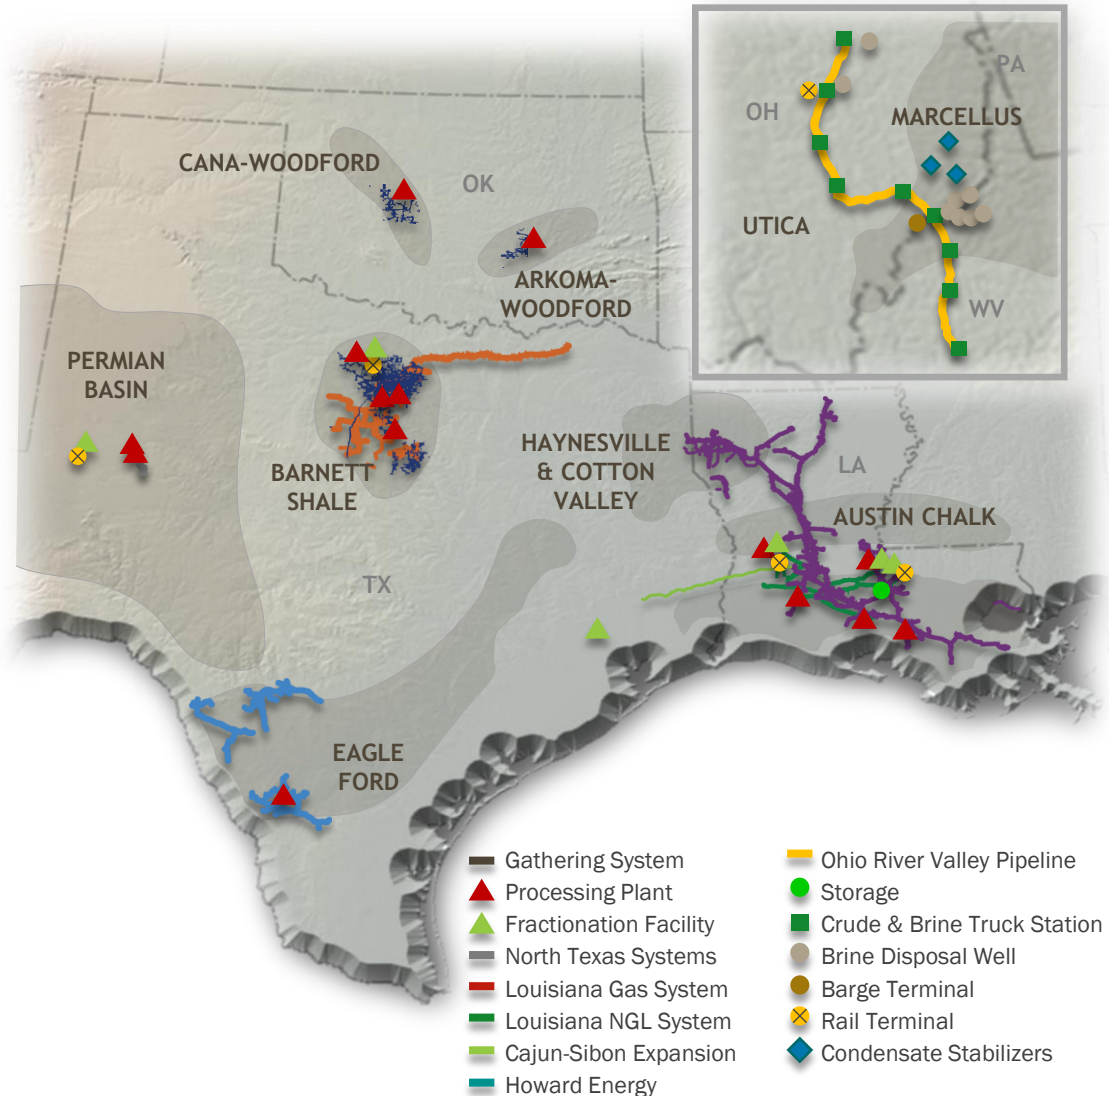 PA
OH
MARCELLUS
UTICA
WV
CANA-WOODFORD
OK
ARKOMA-
WOODFORD
PERMIAN
BASIN
BARNETT
SHALE
HAYNESVILLE
& COTTON
VALLEY
LA
AUSTIN CHALK
TX
EAGLE
FORD
Gathering System
Processing Plant
Fractionation Facility
North Texas Systems
Louisiana Gas System
Louisiana NGL System
Cajun-Sibon Expansion
Howard Energy
Ohio River Valley Pipeline
Storage
Crude & Brine Truck Station
Brine Disposal Well
Barge Terminal
Rail Terminal
Condensate Stabilizers